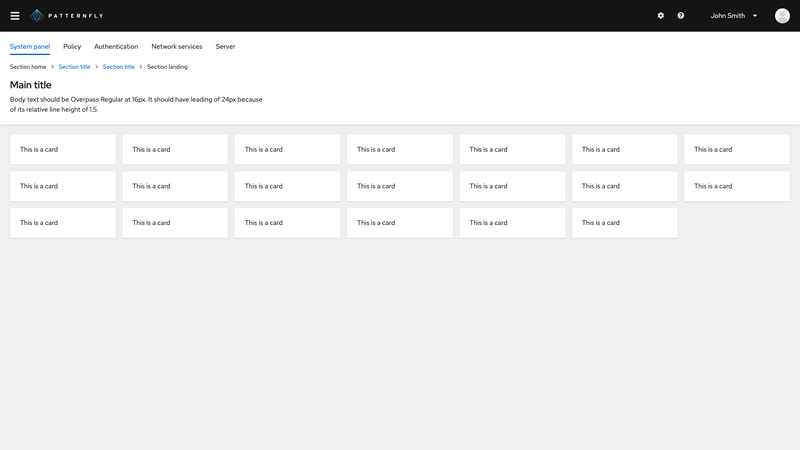 PATTERNFLY John Smith
System panel Policy Authentication Network services Server
Section home Section title Section title Section landing
Main title
Body text should be Overpass Regular at 16px. It should have leading of 24px because
of its relative line height of 1.5.
This is a card This is a card This is a card This is a card This is a card This is a card This is a card
This is a card This is a card This is a card This is a card This is a card This is a card This is a card
This is a card This is a card This is a card This is a card This is a card This is a card